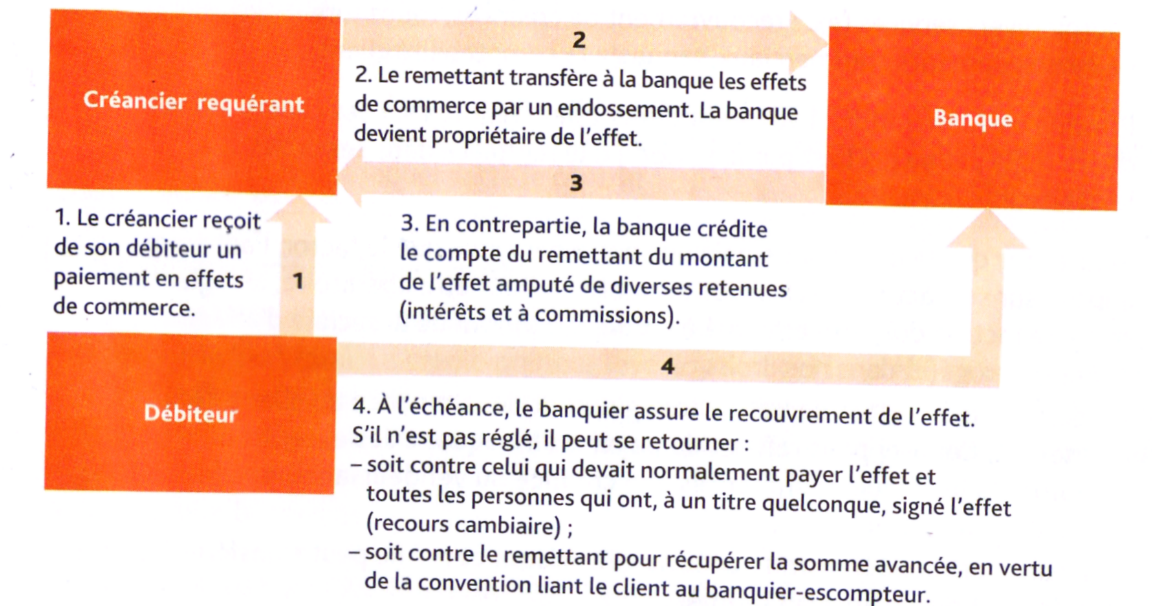 Créancier requérant
2
2. Le remettant transfère à la banque les effets
de commerce par un endossement. La banque
devient propriétaire de l'effet.
Banque
3
1. Le créancier reçoit
de son débiteur un
paiement en effets
de commerce.
1
3. En contrepartie, la banque crédite
le compte du remettant du montant
de l'effet amputé de diverses retenues
(intérêts et à commissions).
4
Débiteur
4. À l'échéance, le banquier assure le recouvrement de l'effet.
S'il n'est pas réglé, il peut se retourner :
– soit contre celui qui devait normalement payer l'effet et
toutes les personnes qui ont, à un titre quelconque, signé l'effet
(recours cambiaire) ;
– soit contre le remettant pour récupérer la somme avancée, en vertu
de la convention liant le client au banquier-escompteur.